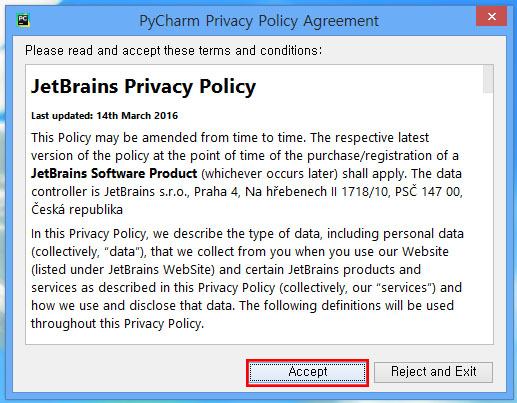 PC
PyCharm Privacy Policy Agreement
Please read and accept these terms and conditions:
JetBrains Privacy Policy
Last updated: 14th March 2016
This Policy may be amended from time to time. The respective latest
version of the policy at the point of time of the purchase/registration of a
JetBrains Software Product (whichever occurs later) shall apply. The data
controller is JetBrains s.r.o., Praha 4, Na hřebenech II 1718/10, PSČ 147 00,
Česká republika
In this Privacy Policy, we describe the type of data, including personal data
(collectively, “data”), that we collect from you when you use our Website
(listed under JetBrains WebSite) and certain JetBrains products and
services as described in this Privacy Policy (collectively, our “services”) and
how we use and disclose that data. The following definitions will be used
throughout this Privacy Policy.
Accept
Reject and Exit